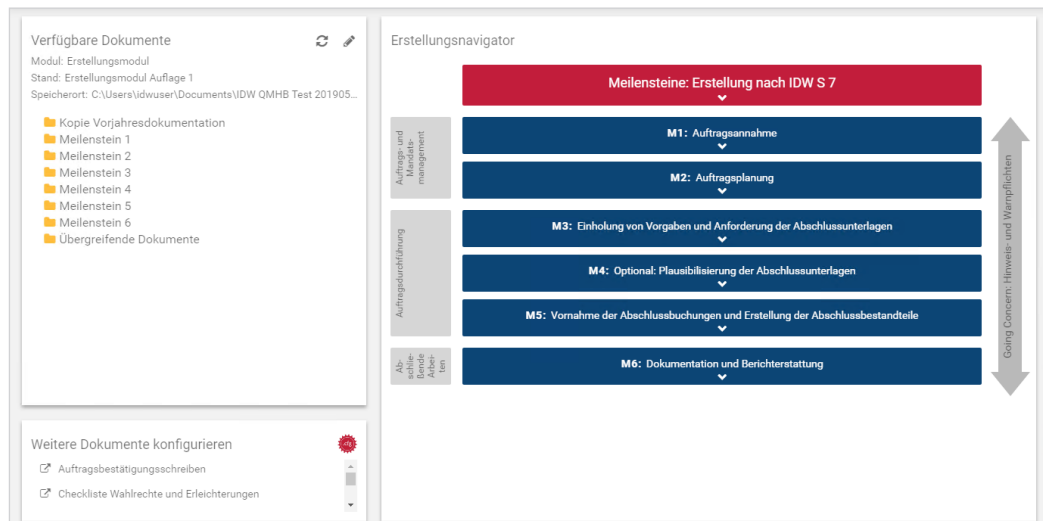 Verfügbare Dokumente
Modul: Erstellungsmodul
Stand: Erstellungsmodul Auflage 1
Speicherort: C:\Users\idwuser\Documents\IDW QMHB Test 201905...
Kopie Vorjahresdokumentation
Meilenstein 1
Meilenstein 2
Meilenstein 3
Meilenstein 4
Meilenstein 5
Meilenstein 6
Übergreifende Dokumente
Weitere Dokumente konfigurieren
Auftragsbestätigungsschreiben
Checkliste Wahlrechte und Erleichterungen
Erstellungsnavigator
Meilensteine: Erstellung nach IDW S 7
Auftrags- und
Mandats-
management
M1: Auftragsannahme
M2: Auftragsplanung
Auftragsdurchführung
M3: Einholung von Vorgaben und Anforderung der Abschlussunterlagen
M4: Optional: Plausibilisierung der Abschlussunterlagen
M5: Vornahme der Abschlussbuchungen und Erstellung der Abschlussbestandteile
Ab-
schlie-
ßende
Arbei-
ten
M6: Dokumentation und Berichterstattung
Going Concern: Hinweis- und Warnpflichten